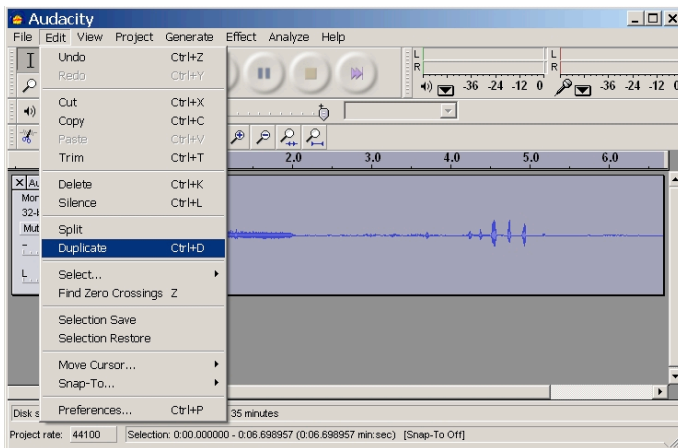 Audacity
File Edit View Project Generate Effect Analyze Help
Undo Ctrl+Z
Redo Ctrl+Y
Cut Ctrl+X
Copy Ctrl+C
Paste Ctrl+V
Trim Ctrl+T
Delete Ctrl+K
Silence Ctrl+L
Split
Duplicate Ctrl+D
Select...
Find Zero Crossings Z
Selection Save
Selection Restore
Move Cursor...
Snap-To...
Preferences... Ctrl+P
L
R
-36 -24 -12 0
L
R
-36 -24 -12 0
2.0 3.0 4.0 5.0 6.0
X Au
Mor
32-
Mut
-
L
Disk s
35 minutes
Project rate: 44100 Selection: 0:00.000000 - 0:06.698957 (0:06.698957 min:sec) [Snap-To Off]